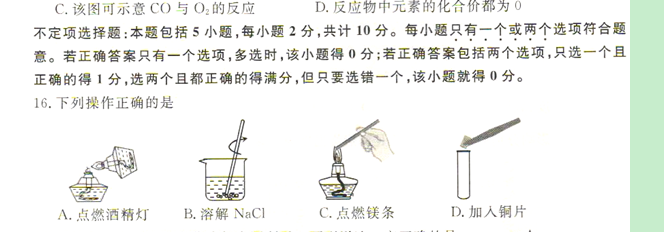 C. 该图可示意 CO 与 O₂的反应 D. 反应物中元素的化合价都为 0
不定项选择题:本题包括 5 小题,每小题 2 分,共计 10 分。每小题只有一个或两个选项符合题
意。若正确答案只有一个选项,多选时,该小题得 0 分;若正确答案包括两个选项,只选一个且
正确的得 1 分,选两个且都正确的得满分,但只要选错一个,该小题就得 0 分。
16. 下列操作正确的是
A. 点燃酒精灯 B. 溶解 NaCl C. 点燃镁条 D. 加入铜片